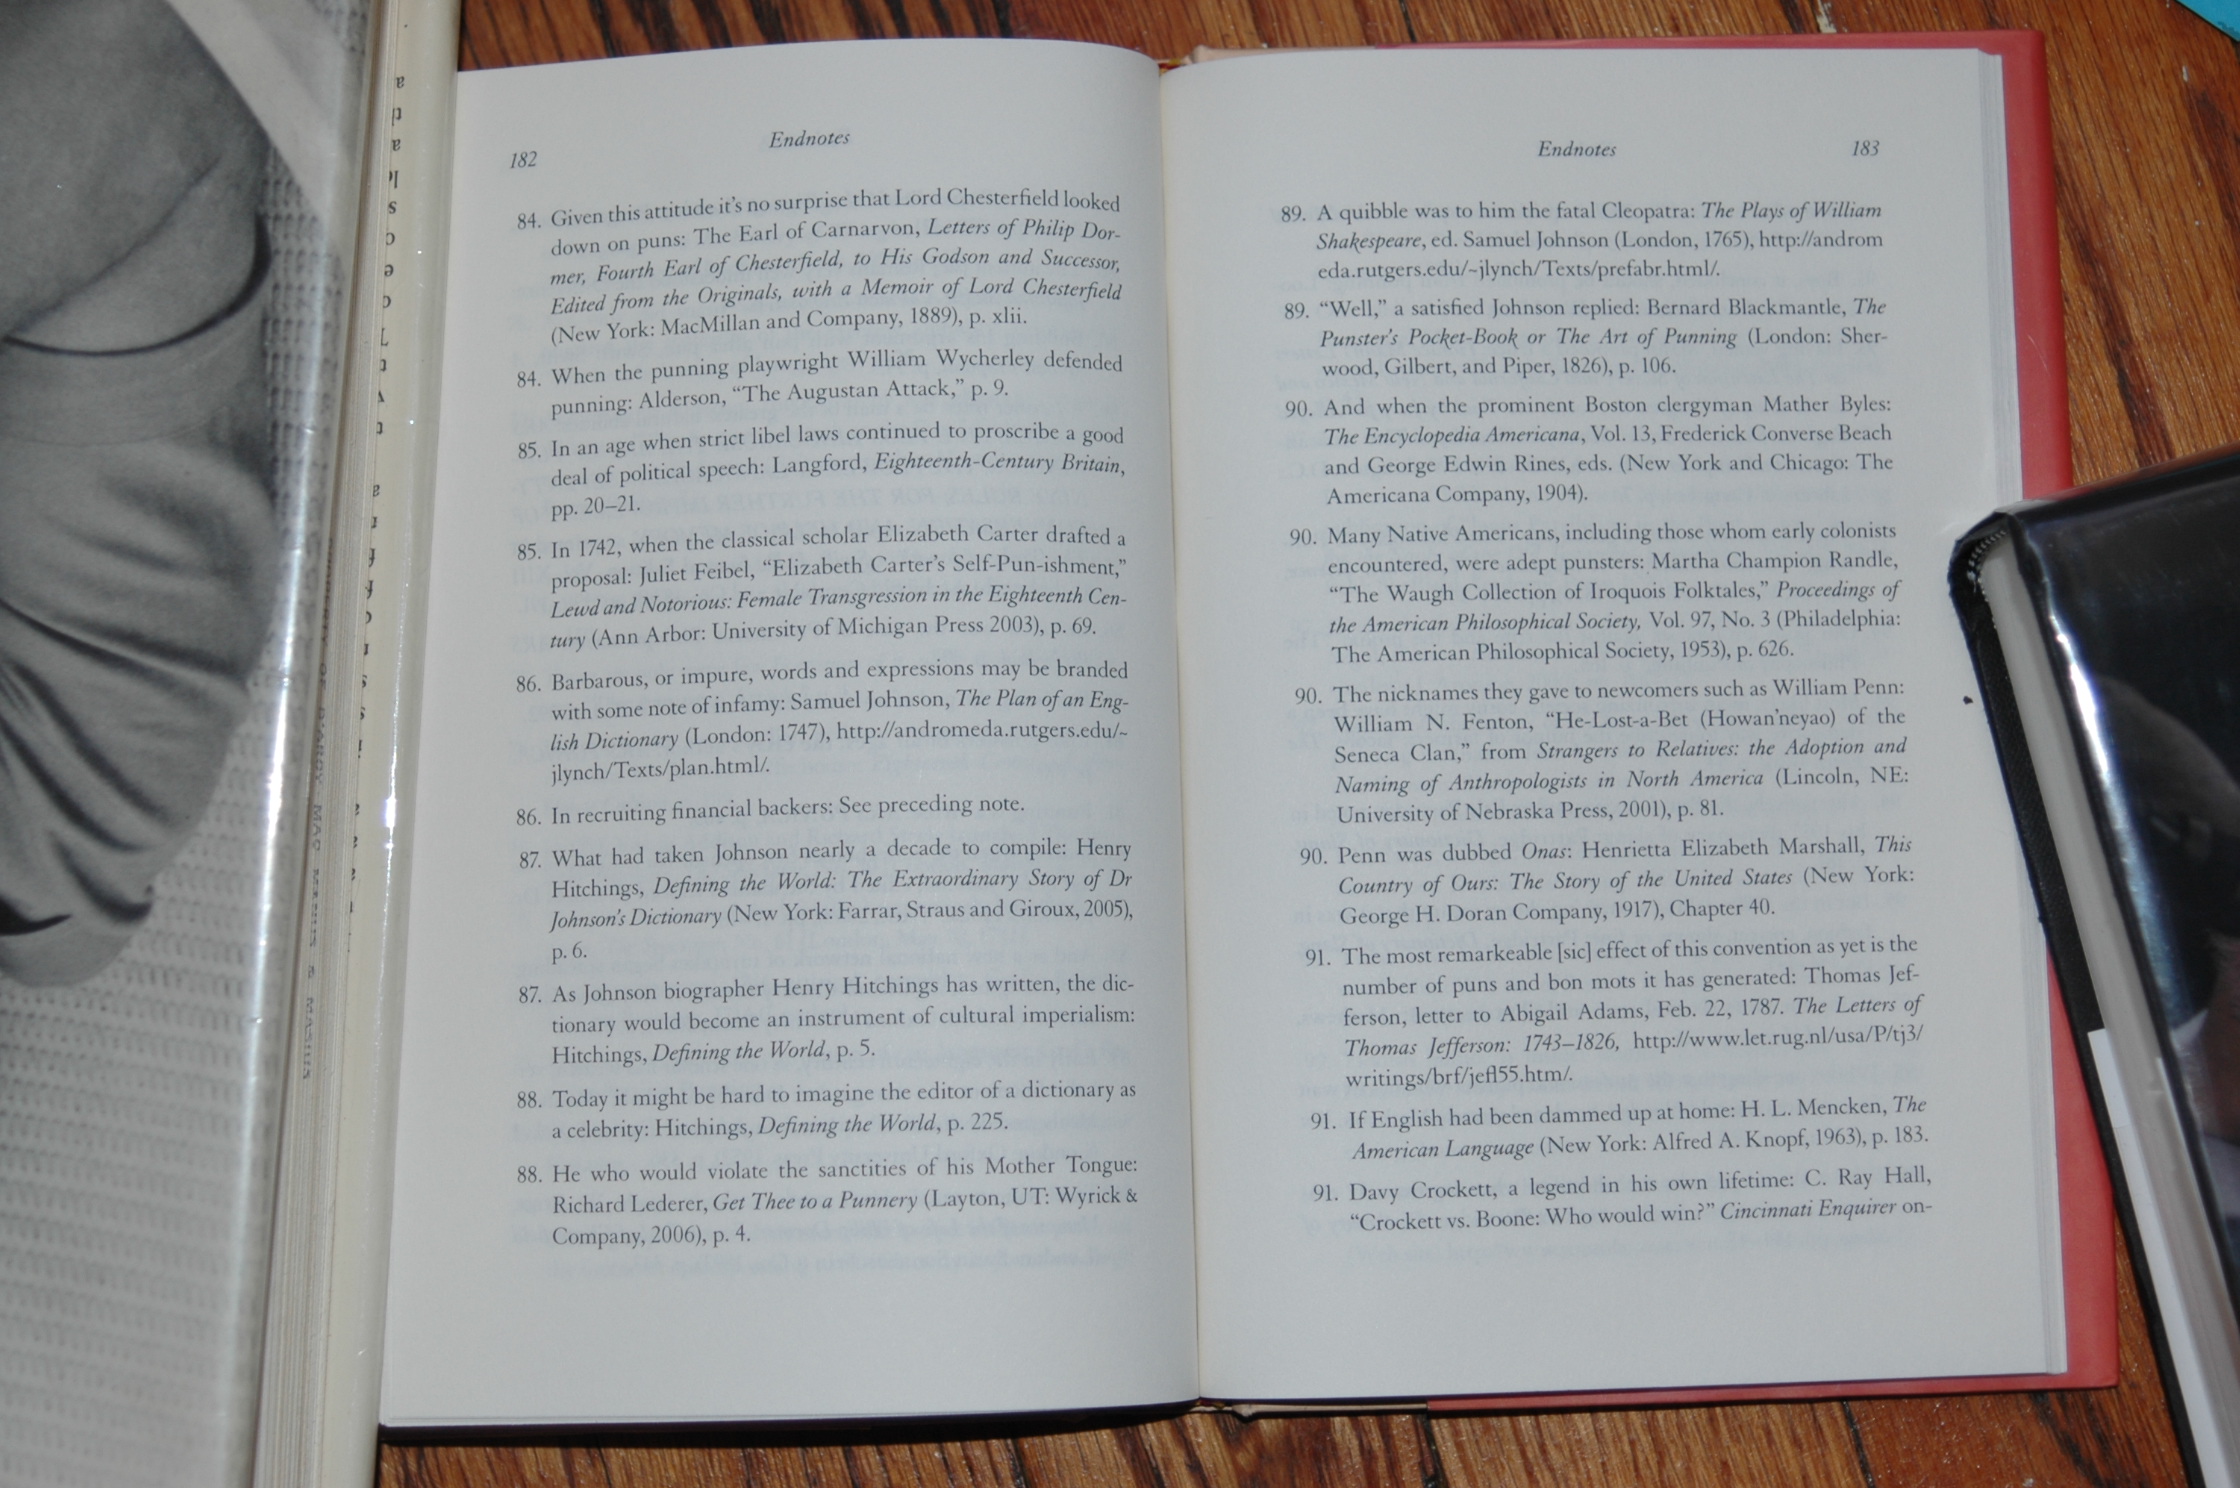 182
Endnotes
84. Given this attitude it's no surprise that Lord Chesterfield looked
down on puns: The Earl of Carnarvon, Letters of Philip Dor-
mer, Fourth Earl of Chesterfield, to His Godson and Successor,
Edited from the Originals, with a Memoir of Lord Chesterfield
(New York: MacMillan and Company, 1889), p. xlii.
84. When the punning playwright William Wycherley defended
punning: Alderson, “The Augustan Attack,” p. 9.
85. In an age when strict libel laws continued to proscribe a good
deal of political speech: Langford, Eighteenth-Century Britain,
pp. 20–21.
85. In 1742, when the classical scholar Elizabeth Carter drafted a
proposal: Juliet Feibel, “Elizabeth Carter's Self-Pun-ishment,”
Lewd and Notorious: Female Transgression in the Eighteenth Cen-
tury (Ann Arbor: University of Michigan Press 2003), p. 69.
86. Barbarous, or impure, words and expressions may be branded
with some note of infamy: Samuel Johnson, The Plan of an Eng-
lish Dictionary (London: 1747), http://andromeda.rutgers.edu/~
jlynch/Texts/plan.html/.
86. In recruiting financial backers: See preceding note.
87. What had taken Johnson nearly a decade to compile: Henry
Hitchings, Defining the World: The Extraordinary Story of Dr
Johnson's Dictionary (New York: Farrar, Straus and Giroux, 2005),
p. 6.
87. As Johnson biographer Henry Hitchings has written, the dic-
tionary would become an instrument of cultural imperialism:
Hitchings, Defining the World, p. 5.
88. Today it might be hard to imagine the editor of a dictionary as
a celebrity: Hitchings, Defining the World, p. 225.
88. He who would violate the sanctities of his Mother Tongue:
Richard Lederer, Get Thee to a Punnery (Layton, UT: Wyrick &
Company, 2006), p. 4.
Endnotes
183
89. A quibble was to him the fatal Cleopatra: The Plays of William
Shakespeare, ed. Samuel Johnson (London, 1765), http://androm
eda.rutgers.edu/~jlynch/Texts/prefabr.html/.
89. “Well,” a satisfied Johnson replied: Bernard Blackmantle, The
Punster's Pocket-Book or The Art of Punning (London: Sher-
wood, Gilbert, and Piper, 1826), p. 106.
90. And when the prominent Boston clergyman Mather Byles:
The Encyclopedia Americana, Vol. 13, Frederick Converse Beach
and George Edwin Rines, eds. (New York and Chicago: The
Americana Company, 1904).
90. Many Native Americans, including those whom early colonists
encountered, were adept punsters: Martha Champion Randle,
“The Waugh Collection of Iroquois Folktales,” Proceedings of
the American Philosophical Society, Vol. 97, No. 3 (Philadelphia:
The American Philosophical Society, 1953), p. 626.
90. The nicknames they gave to newcomers such as William Penn:
William N. Fenton, “He-Lost-a-Bet (Howan'neyao) of the
Seneca Clan,” from Strangers to Relatives: the Adoption and
Naming of Anthropologists in North America (Lincoln, NE:
University of Nebraska Press, 2001), p. 81.
90. Penn was dubbed Onas: Henrietta Elizabeth Marshall, This
Country of Ours: The Story of the United States (New York:
George H. Doran Company, 1917), Chapter 40.
91. The most remarkeable [sic] effect of this convention as yet is the
number of puns and bon mots it has generated: Thomas Jef-
ferson, letter to Abigail Adams, Feb. 22, 1787. The Letters of
Thomas Jefferson: 1743–1826, http://www.let.rug.nl/usa/P/tj3/
writings/brf/jefl55.htm/.
91. If English had been dammed up at home: H. L. Mencken, The
American Language (New York: Alfred A. Knopf, 1963), p. 183.
91. Davy Crockett, a legend in his own lifetime: C. Ray Hall,
“Crockett vs. Boone: Who would win?” Cincinnati Enquirer on-
PROPERTY OF D'ARCY MAC MANUS & MASIUS